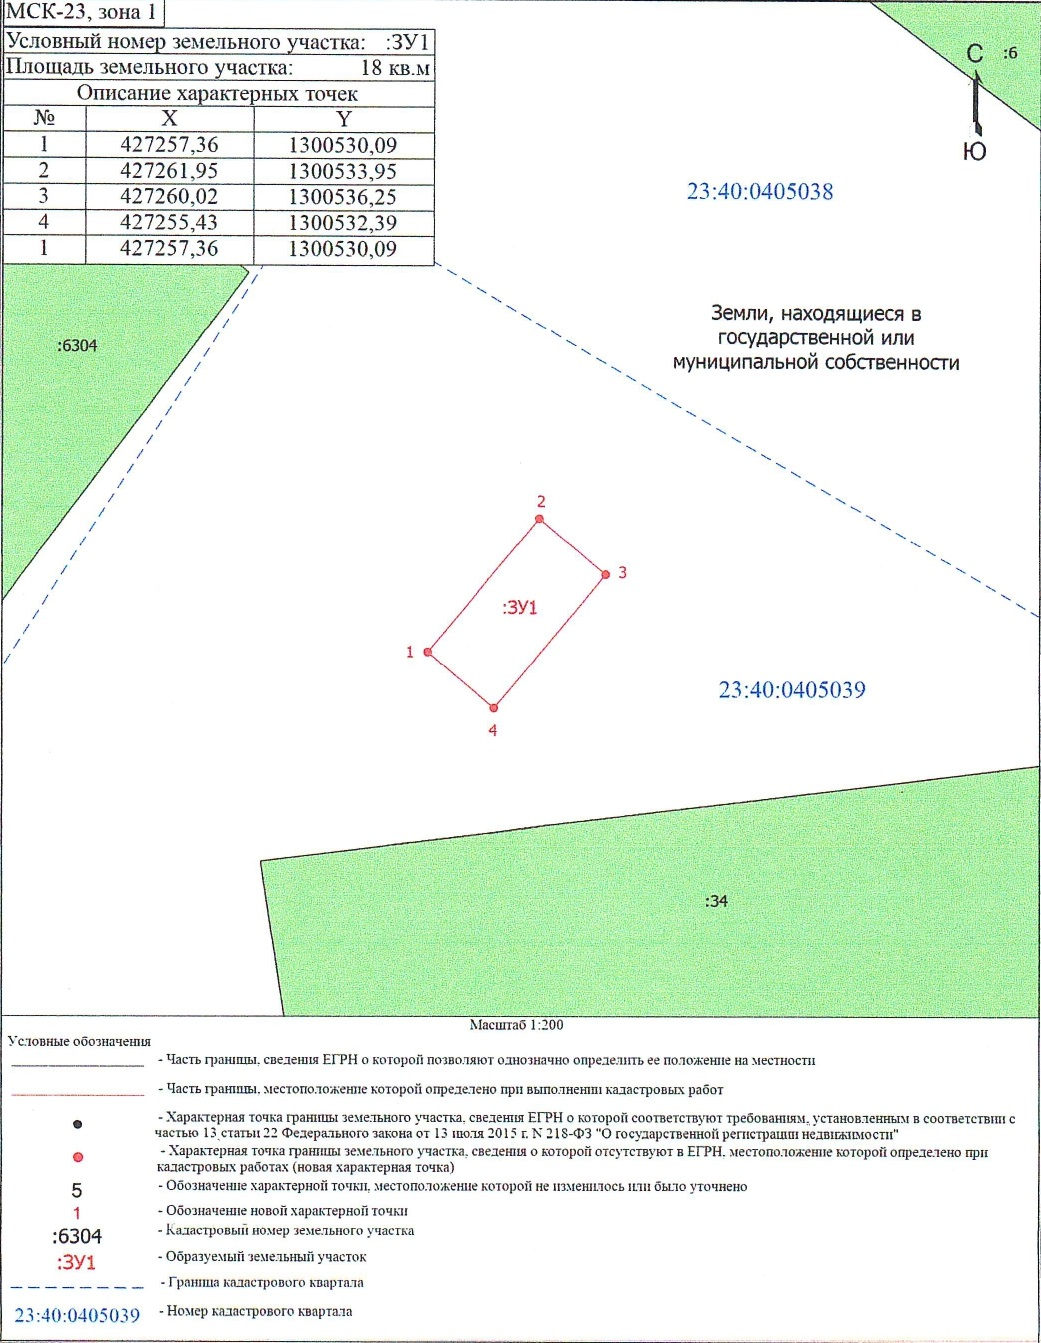 МСК-23, зона 1
Условный номер земельного участка: :ЗУ1
Площадь земельного участка: 18 кв.м
Описание характерных точек
№ X Y
1 427257,36 1300530,09
2 427261,95 1300533,95
3 427260,02 1300536,25
4 427255,43 1300532,39
1 427257,36 1300530,09
С :6
Ю
23:40:0405038
Земли, находящиеся в
государственной или
муниципальной собственности
:6304
2
3
:ЗУ1
1
23:40:0405039
4
:34
Масштаб 1:200
Условные обозначения
- Часть границы, сведения ЕГРН о которой позволяют однозначно определить ее положение на местности
- Часть границы, местоположение которой определено при выполнении кадастровых работ
- Характерная точка границы земельного участка, сведения ЕГРН о которой соответствуют требованиям, установленным в соответствии с
частью 13 статьи 22 Федерального закона от 13 июля 2015 г. N 218-ФЗ "О государственной регистрации недвижимости"
- Характерная точка границы земельного участка, сведения о которой отсутствуют в ЕГРН, местоположение которой определено при
кадастровых работах (новая характерная точка)
5 - Обозначение характерной точки, местоположение которой не изменилось или было уточнено
1 - Обозначение новой характерной точки
:6304 - Кадастровый номер земельного участка
:ЗУ1 - Образуемый земельный участок
- Граница кадастрового квартала
23:40:0405039 - Номер кадастрового квартала